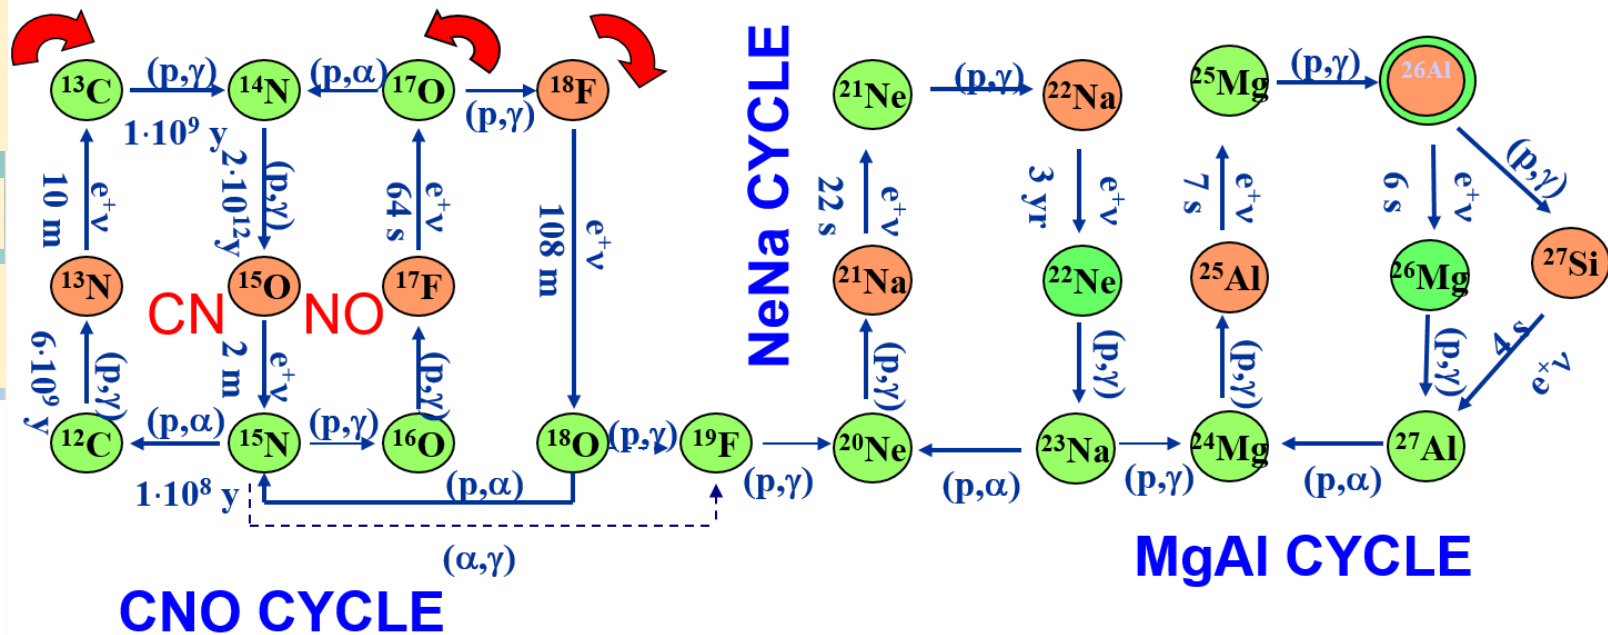 ¹³C
(p,γ)
¹⁴N
(p,α)
¹⁷O
(p,γ)
¹⁸F
1·10⁹ y
10 m
e⁺ν
2·10¹²y
(p,γ)
64 s
e⁺ν
108 m
e⁺ν
¹³N
CN
¹⁵O
NO
¹⁷F
6·10⁹ y
(p,γ)
2 m
e⁺ν
(p,γ)
¹²C
(p,α)
¹⁵N
(p,γ)
¹⁶O
¹⁸O
(p,γ)
¹⁹F
(p,γ)
1·10⁸ y
(p,α)
(α,γ)
CNO CYCLE
NeNa CYCLE
²¹Ne
(p,γ)
²²Na
22 s
e⁺ν
3 yr
e⁺ν
²¹Na
²²Ne
(p,γ)
(p,γ)
²⁰Ne
(p,α)
²³Na
(p,γ)
²⁵Mg
(p,γ)
²⁶Al
7 s
e⁺ν
6 s
e⁺ν
(p,γ)
²⁵Al
²⁶Mg
²⁷Si
(p,γ)
(p,γ)
4 s
e⁺ν
²⁴Mg
(p,α)
²⁷Al
MgAl CYCLE